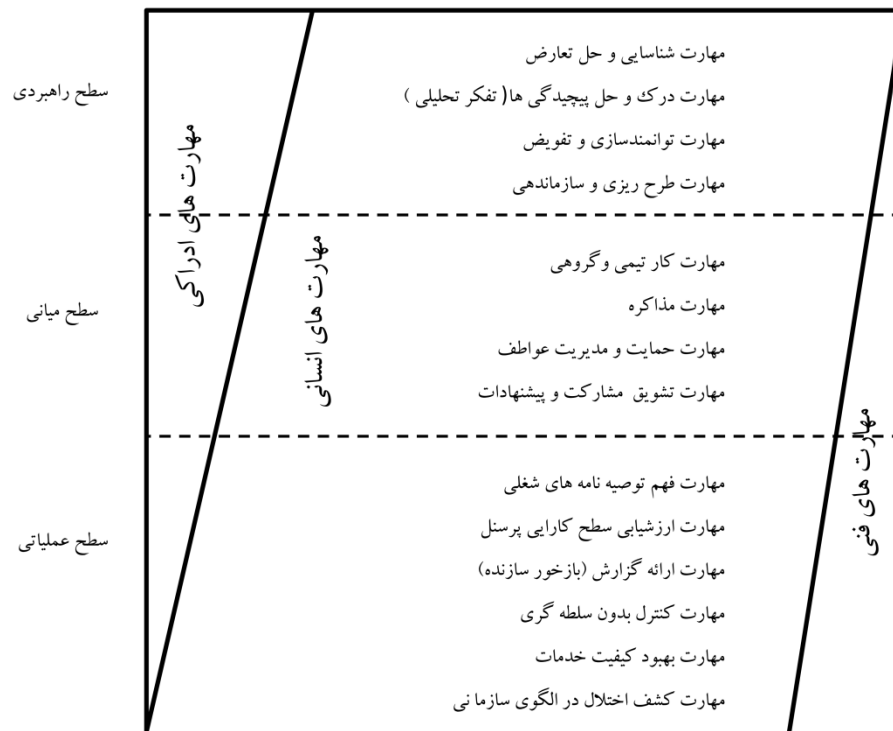 سطح راهبردی
مهارت های ادراکی
مهارت شناسایی و حل تعارض
مهارت درک و حل پیچیدگی ها( تفکر تحلیلی )
مهارت توانمندسازی و تفویض
مهارت طرح ریزی و سازماندهی
سطح میانی
مهارت های انسانی
مهارت کار تیمی وگروهی
مهارت مذاکره
مهارت حمایت و مدیریت عواطف
مهارت تشویق مشارکت و پیشنهادات
سطح عملیاتی
مهارت های فنی
مهارت فهم توصیه نامه های شغلی
مهارت ارزشیابی سطح کارایی پرسنل
مهارت ارائه گزارش (بازخور سازنده)
مهارت کنترل بدون سلطه گری
مهارت بهبود کیفیت خدمات
مهارت کشف اختلال در الگوی سازما نی